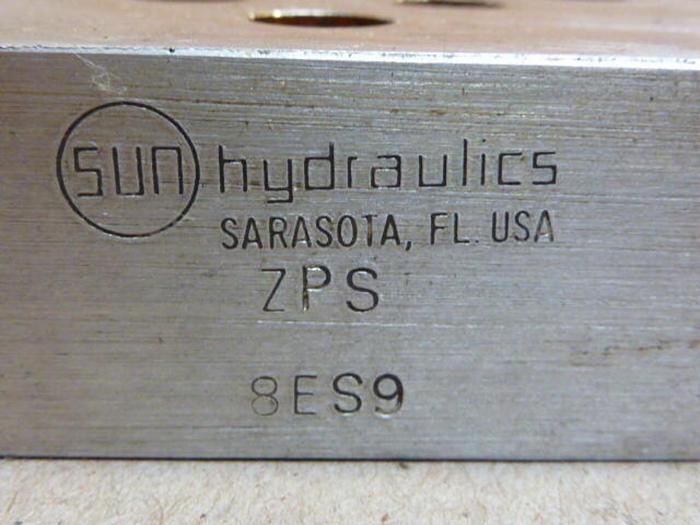 SUN hydraulics
SARASOTA, FL. USA
ZPS
8ES9